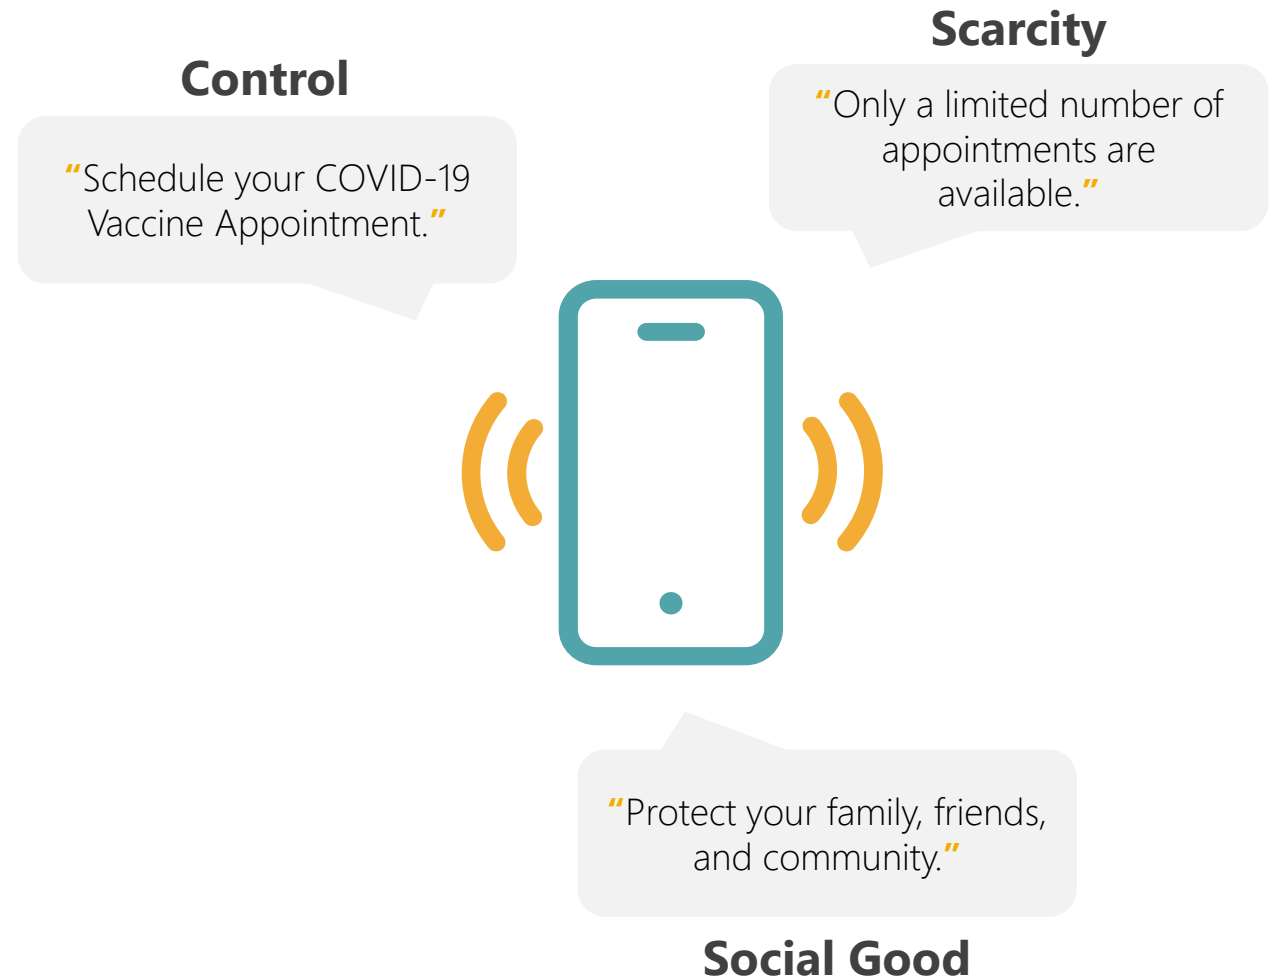 Control
“Schedule your COVID-19
Vaccine Appointment.”
Scarcity
“Only a limited number of
appointments are
available.”
“Protect your family, friends,
and community.”
Social Good